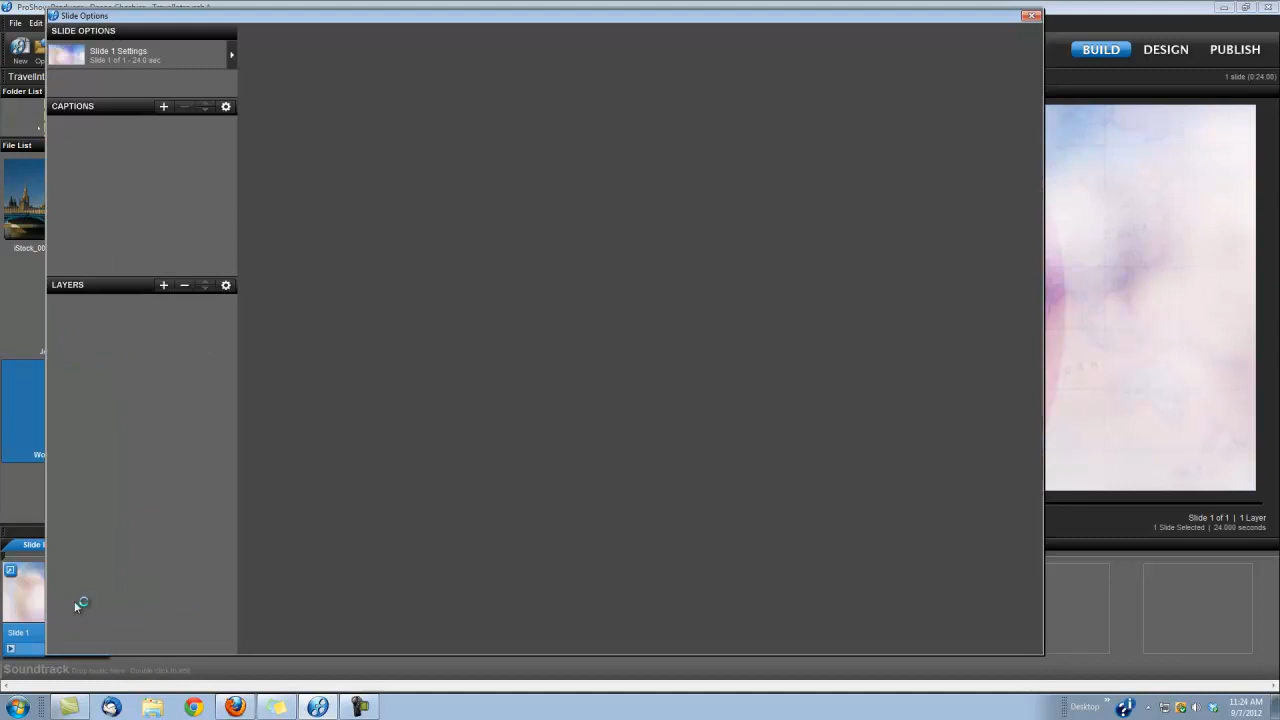 Slide Options
SLIDE OPTIONS
Slide 1 Settings
Slide 1 of 1 - 24.0 sec
CAPTIONS
LAYERS
File Edit
New
BUILD DESIGN PUBLISH
1 slide (0:24.00)
Folder List
File List
Slide 1 of 1 | 1 Layer
1 Slide Selected | 24.000 seconds
Slide 1
Soundtrack
Desktop
11:24 AM
9/7/2012